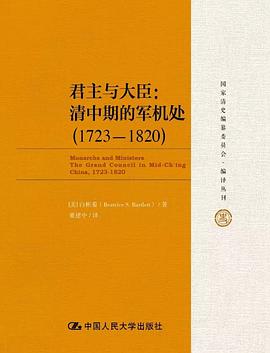 君主与大臣：
清中期的军机处
(1723—1820)
Monarchs and Ministers
The Grand Council in Mid-Ch'ing
China, 1723-1820
[美]白彬菊（Beatrice S. Bartlett）著
董建中 译
国家清史编纂委员会·编译丛刊
中国人民大学出版社